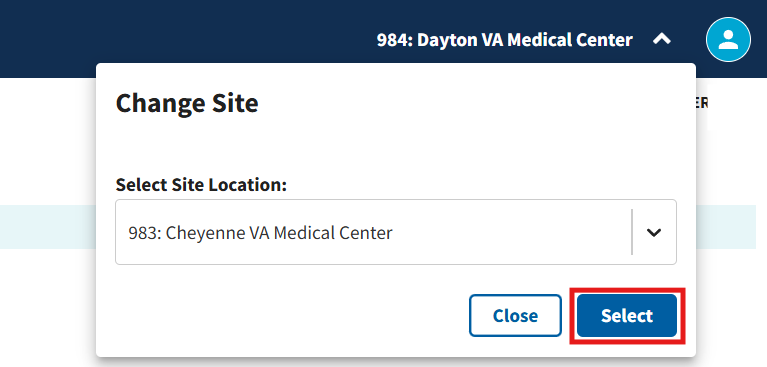 984: Dayton VA Medical Center
Change Site
Select Site Location:
983: Cheyenne VA Medical Center
Close
Select